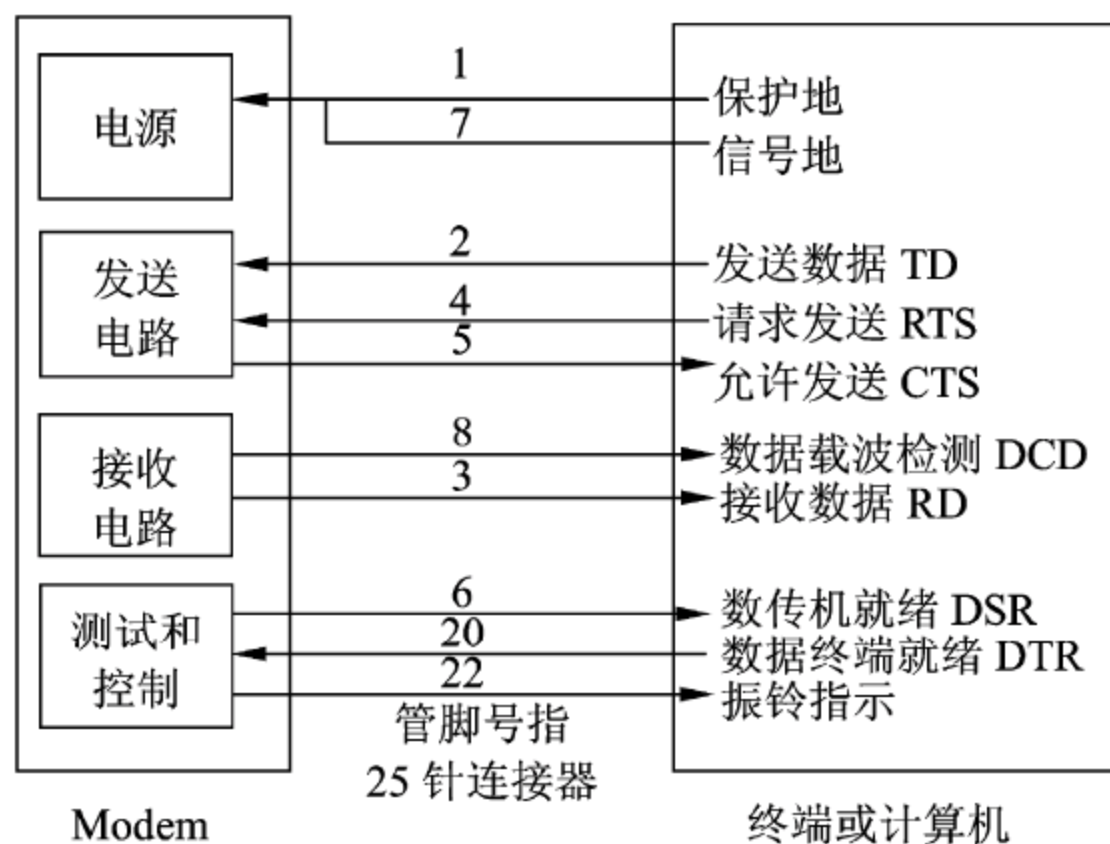 电源
1
保护地
7
信号地
发送
电路
2
发送数据 TD
4
请求发送 RTS
5
允许发送 CTS
接收
电路
8
数据载波检测 DCD
3
接收数据 RD
测试和
控制
6
数传机就绪 DSR
20
数据终端就绪 DTR
22
振铃指示
管脚号指
25 针连接器
Modem
终端或计算机